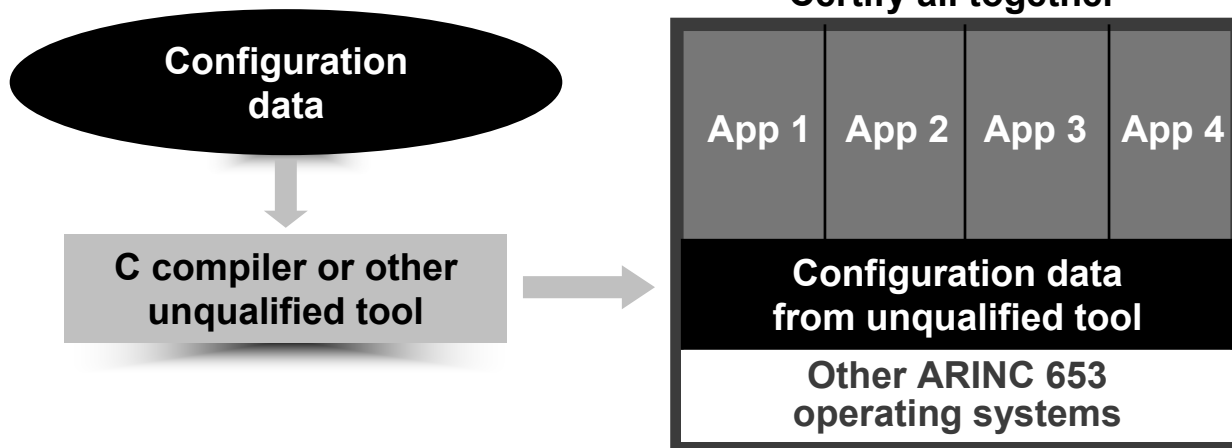 Certify all together
Configuration
data
App 1
App 2
App 3
App 4
C compiler or other
unqualified tool
Configuration data
from unqualified tool
Other ARINC 653
operating systems